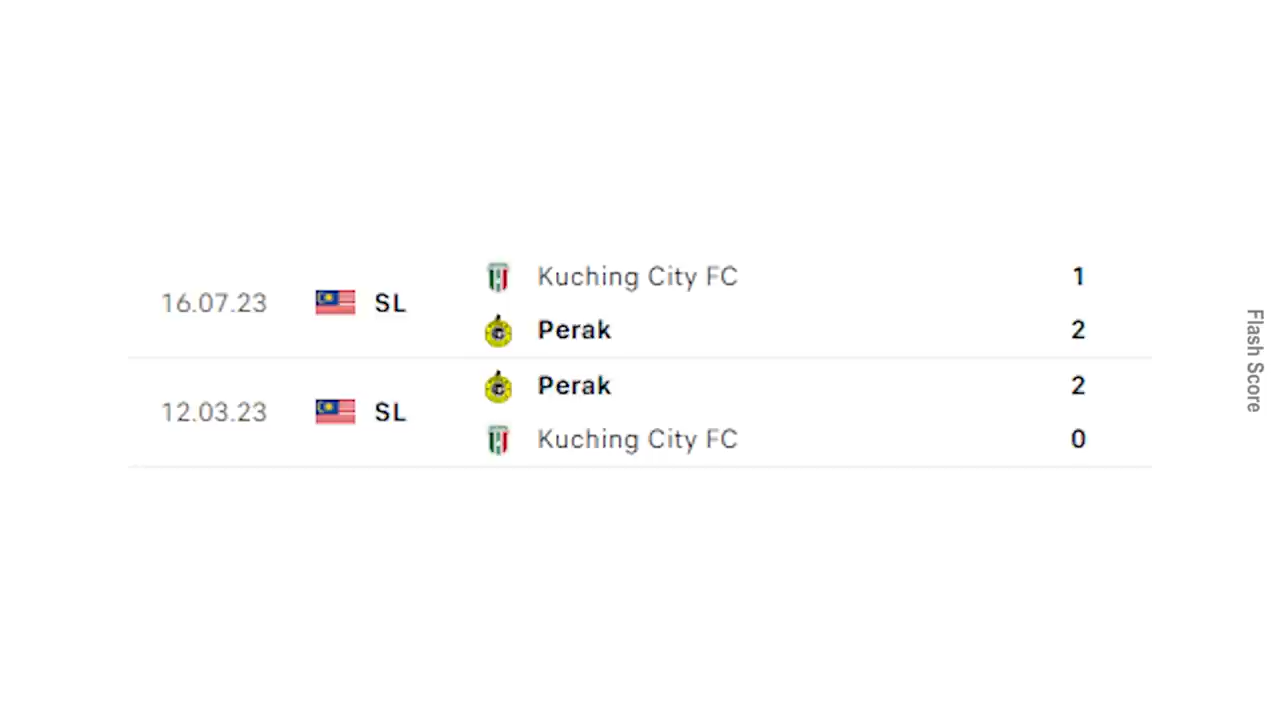 16.07.23 SL Kuching City FC 1
Perak 2
12.03.23 SL Perak 2
Kuching City FC 0
Flash Score